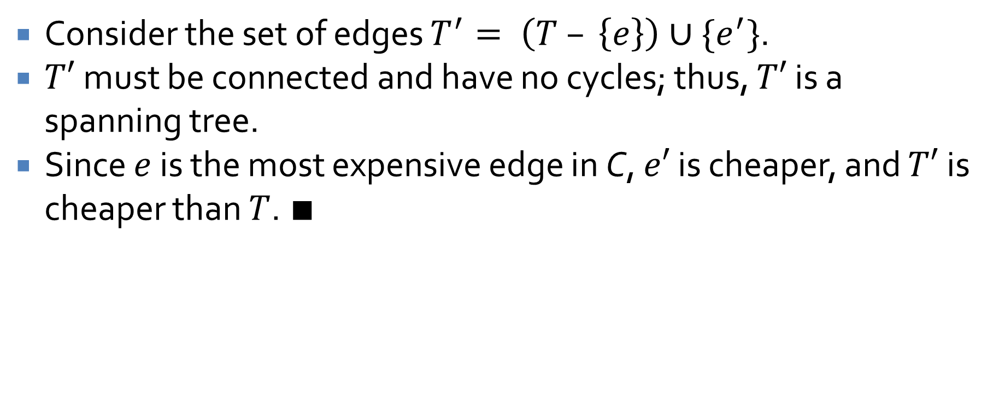 ▪ Consider the set of edges T′ = (T – {e}) ∪ {e′}.
▪ T′ must be connected and have no cycles; thus, T′ is a
spanning tree.
▪ Since e is the most expensive edge in C, e′ is cheaper, and T′ is
cheaper than T. ■